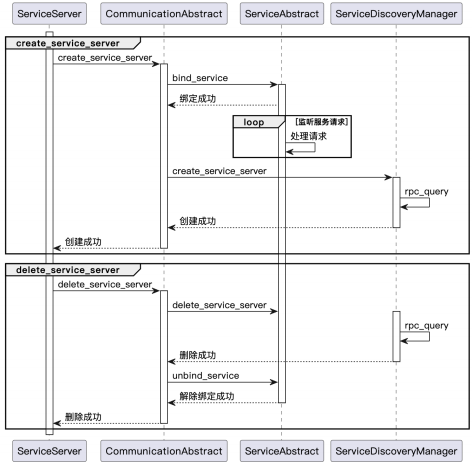 ServiceServer
CommunicationAbstract
ServiceAbstract
ServiceDiscoveryManager
create_service_server
create_service_server
bind_service
绑定成功
loop
[监听服务请求]
处理请求
create_service_server
rpc_query
创建成功
创建成功
delete_service_server
delete_service_server
delete_service_server
rpc_query
删除成功
unbind_service
解除绑定成功
删除成功
ServiceServer
CommunicationAbstract
ServiceAbstract
ServiceDiscoveryManager